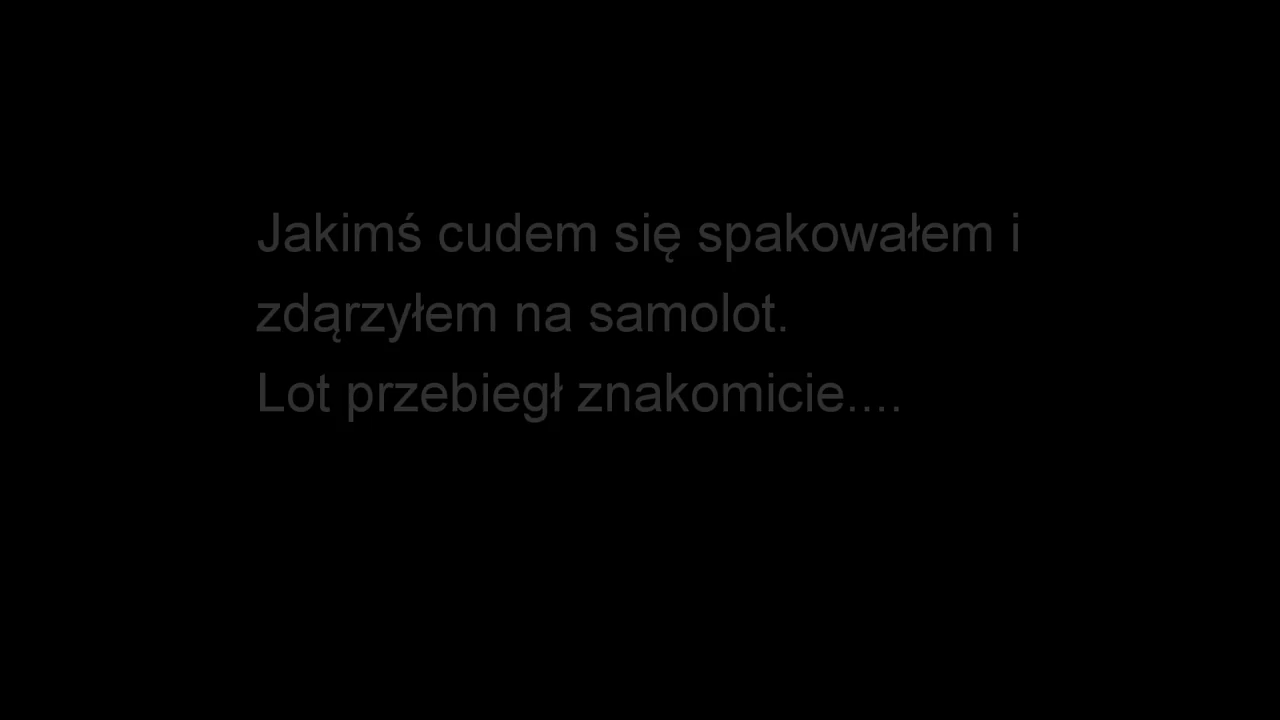 Jakimś cudem się spakowałem i
zdąrzyłem na samolot.
Lot przebiegł znakomicie....